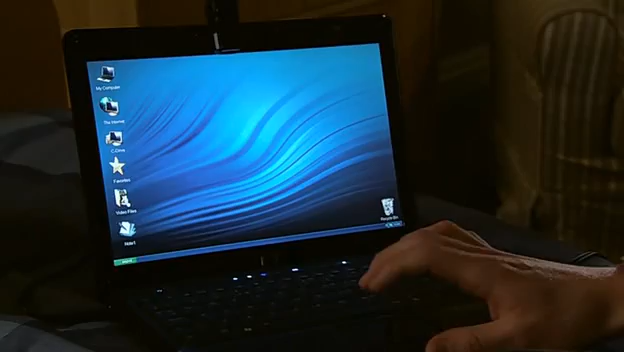 My Computer
The Internet
C-Drive
Favorites
Video Files
Recycle Bin